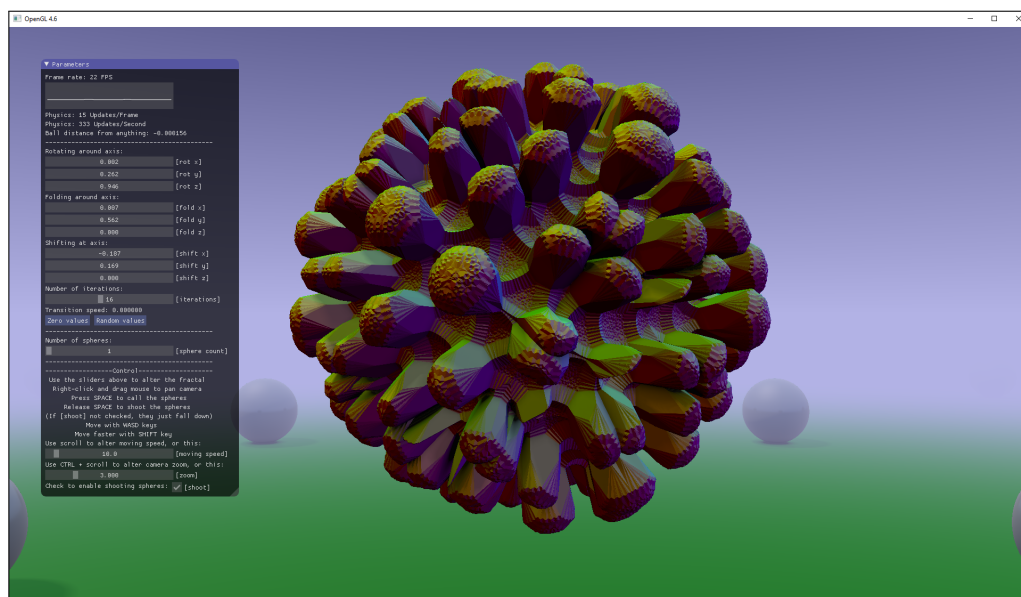 OpenGL 4.6
▼ Parameters
Frame rate: 22 FPS
Physics: 15 Updates/Frame
Physics: 333 Updates/Second
Ball distance from anything: -0.000156
---------------------------------------------
Rotating around axis:
0.802 [rot x]
0.262 [rot y]
0.946 [rot z]
Folding around axis:
0.007 [fold x]
0.562 [fold y]
0.000 [fold z]
Shifting at axis:
-0.187 [shift x]
0.169 [shift y]
0.000 [shift z]
Number of iterations:
16 [iterations]
Transition speed: 0.000000
Zero values Random values
---------------------------------------------
Number of spheres:
1 [sphere count]
---------------------------------------------
------------------Control--------------------
Use the sliders above to alter the fractal
Right-click and drag mouse to pan camera
Press SPACE to call the spheres
Release SPACE to shoot the spheres
(If [shoot] not checked, they just fall down)
Move with WASD keys
Move faster with SHIFT key
Use scroll to alter moving speed, or this:
10.0 [moving speed]
Use CTRL + scroll to alter camera zoom, or this:
3.000 [zoom]
Check to enable shooting spheres: [shoot]